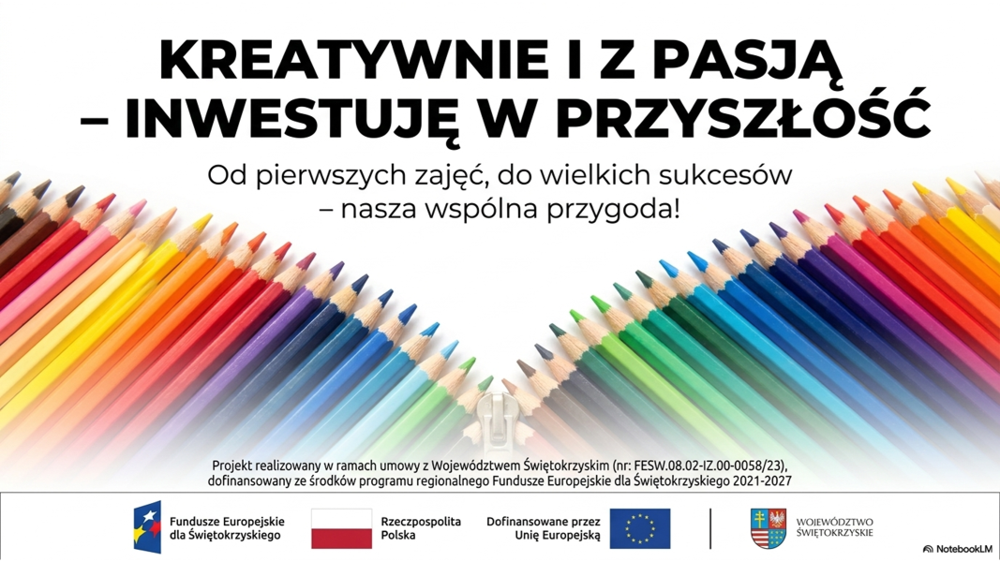 KREATYWNIE I Z PASJĄ
– INWESTUJĘ W PRZYSZŁOŚĆ
Od pierwszych zajęć, do wielkich sukcesów
– nasza wspólna przygoda!
Projekt realizowany w ramach umowy z Województwem Świętokrzyskim (nr: FESW.08.02-IZ.00-0058/23),
dofinansowany ze środków programu regionalnego Fundusze Europejskie dla Świętokrzyskiego 2021-2027
Fundusze Europejskie
dla Świętokrzyskiego
Rzeczpospolita
Polska
Dofinansowane przez
Unię Europejską
WOJEWÓDZTWO
ŚWIĘTOKRZYSKIE
NotebookLM